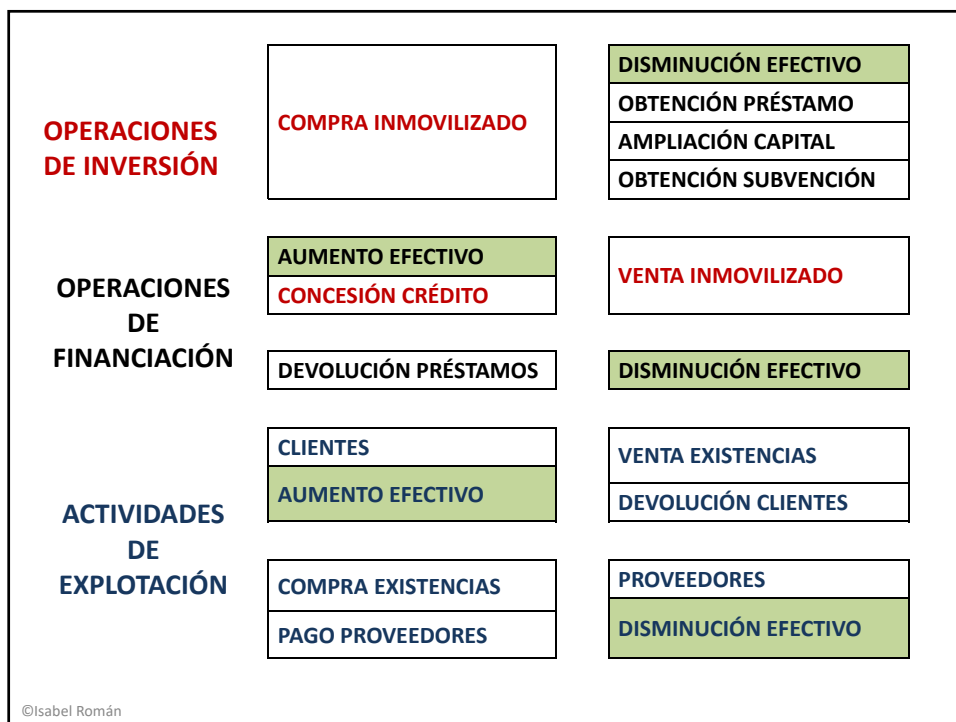 OPERACIONES
DE INVERSIÓN
COMPRA INMOVILIZADO
DISMINUCIÓN EFECTIVO
OBTENCIÓN PRÉSTAMO
AMPLIACIÓN CAPITAL
OBTENCIÓN SUBVENCIÓN
OPERACIONES
DE
FINANCIACIÓN
AUMENTO EFECTIVO
CONCESIÓN CRÉDITO
VENTA INMOVILIZADO
DEVOLUCIÓN PRÉSTAMOS
DISMINUCIÓN EFECTIVO
ACTIVIDADES
DE
EXPLOTACIÓN
CLIENTES
AUMENTO EFECTIVO
VENTA EXISTENCIAS
DEVOLUCIÓN CLIENTES
COMPRA EXISTENCIAS
PAGO PROVEEDORES
PROVEEDORES
DISMINUCIÓN EFECTIVO
©Isabel Román